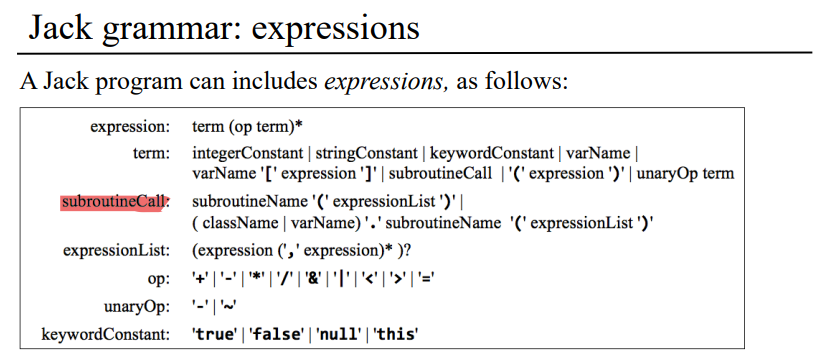 Jack grammar: expressions
A Jack program can includes expressions, as follows:
expression: term (op term)*
term: integerConstant | stringConstant | keywordConstant | varName |
varName '[' expression ']' | subroutineCall | '(' expression ')' | unaryOp term
subroutineCall: subroutineName '(' expressionList ')' |
( className | varName) '.' subroutineName '(' expressionList ')'
expressionList: (expression (',' expression)* )?
op: '+' | '-' | '*' | '/' | '&' | '|' | '<' | '>' | '='
unaryOp: '-' | '~'
keywordConstant: 'true' | 'false' | 'null' | 'this'